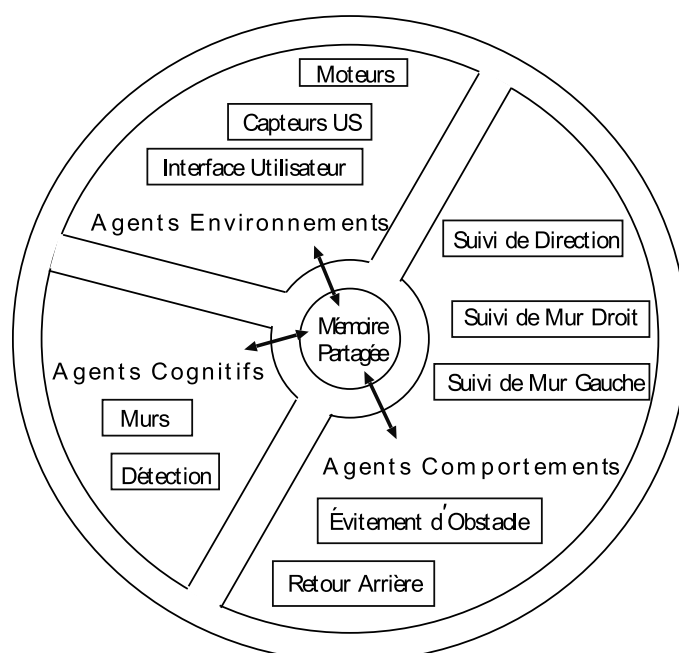 Moteurs
Capteurs US
Interface Utilisateur
Agents Environnements
Suivi de Direction
Mémoire
Partagée
Suivi de Mur Droit
Agents Cognitifs
Suivi de Mur Gauche
Murs
Détection
Agents Comportements
Évitement d'Obstacle
Retour Arrière